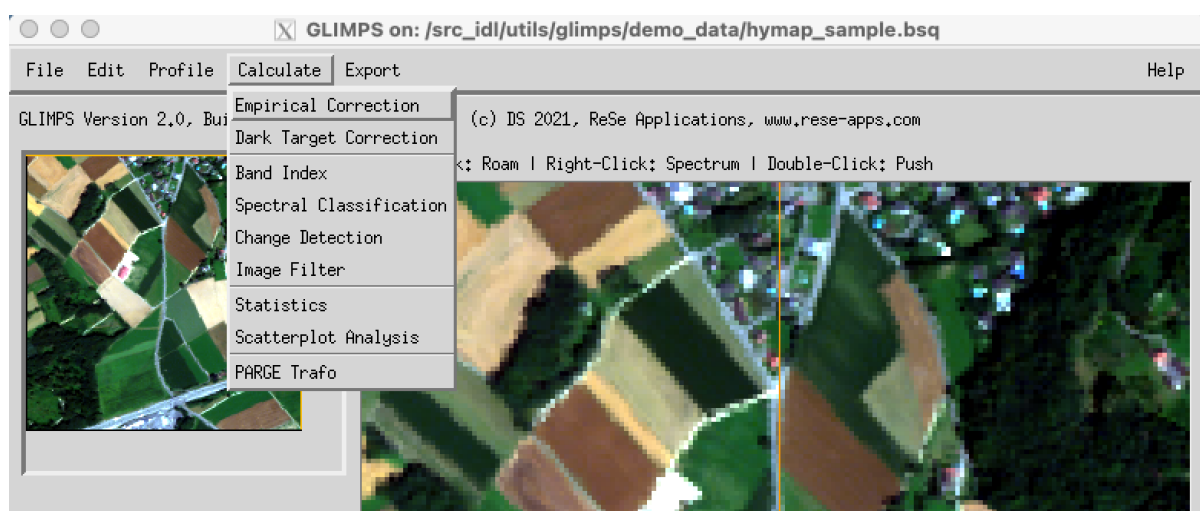 GLIMPS on: /src_idl/utils/glimps/demo_data/hymap_sample.bsq
File Edit Profile Calculate Export Help
GLIMPS Version 2.0, (c) DS 2021, ReSe Applications, www.rese-apps.com
Roam | Right-Click: Spectrum | Double-Click: Push
Empirical Correction
Dark Target Correction
Band Index
Spectral Classification
Change Detection
Image Filter
Statistics
Scatterplot Analysis
PARGE Trafo